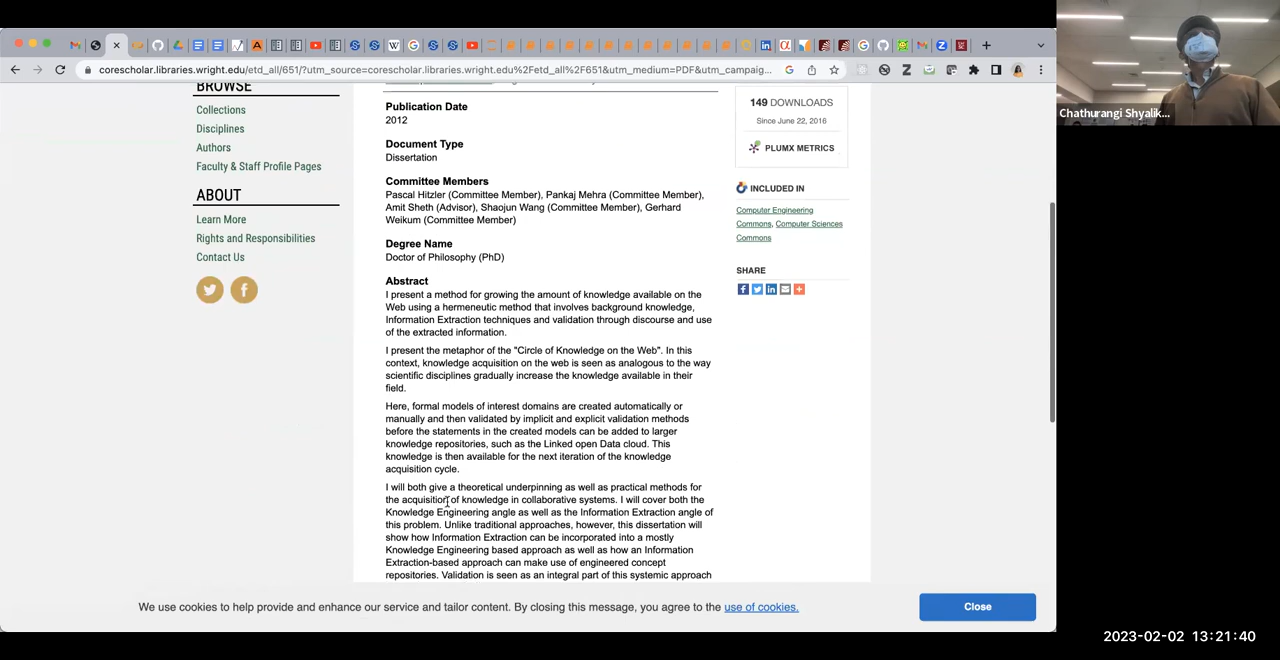 corescholar.libraries.wright.edu/etd_all/651/?utm_source=corescholar.libraries.wright.edu%2Fetd_all%2F651&utm_medium=PDF&utm_campaig...
BROWSE
Collections
Disciplines
Authors
Faculty & Staff Profile Pages
ABOUT
Learn More
Rights and Responsibilities
Contact Us
Publication Date
2012
Document Type
Dissertation
Committee Members
Pascal Hitzler (Committee Member), Pankaj Mehra (Committee Member),
Amit Sheth (Advisor), Shaojun Wang (Committee Member), Gerhard
Weikum (Committee Member)
Degree Name
Doctor of Philosophy (PhD)
Abstract
I present a method for growing the amount of knowledge available on the
Web using a hermeneutic method that involves background knowledge,
Information Extraction techniques and validation through discourse and use
of the extracted information.
I present the metaphor of the "Circle of Knowledge on the Web". In this
context, knowledge acquisition on the web is seen as analogous to the way
scientific disciplines gradually increase the knowledge available in their
field.
Here, formal models of interest domains are created automatically or
manually and then validated by implicit and explicit validation methods
before the statements in the created models can be added to larger
knowledge repositories, such as the Linked open Data cloud. This
knowledge is then available for the next iteration of the knowledge
acquisition cycle.
I will both give a theoretical underpinning as well as practical methods for
the acquisition of knowledge in collaborative systems. I will cover both the
Knowledge Engineering angle as well as the Information Extraction angle of
this problem. Unlike traditional approaches, however, this dissertation will
show how Information Extraction can be incorporated into a mostly
Knowledge Engineering based approach as well as how an Information
Extraction-based approach can make use of engineered concept
repositories. Validation is seen as an integral part of this systemic approach
149 DOWNLOADS
Since June 22, 2016
PLUMX METRICS
INCLUDED IN
Computer Engineering
Commons, Computer Sciences
Commons
SHARE
We use cookies to help provide and enhance our service and tailor content. By closing this message, you agree to the use of cookies.
Close
Chathurangi Shyalik...
2023-02-02 13:21:40